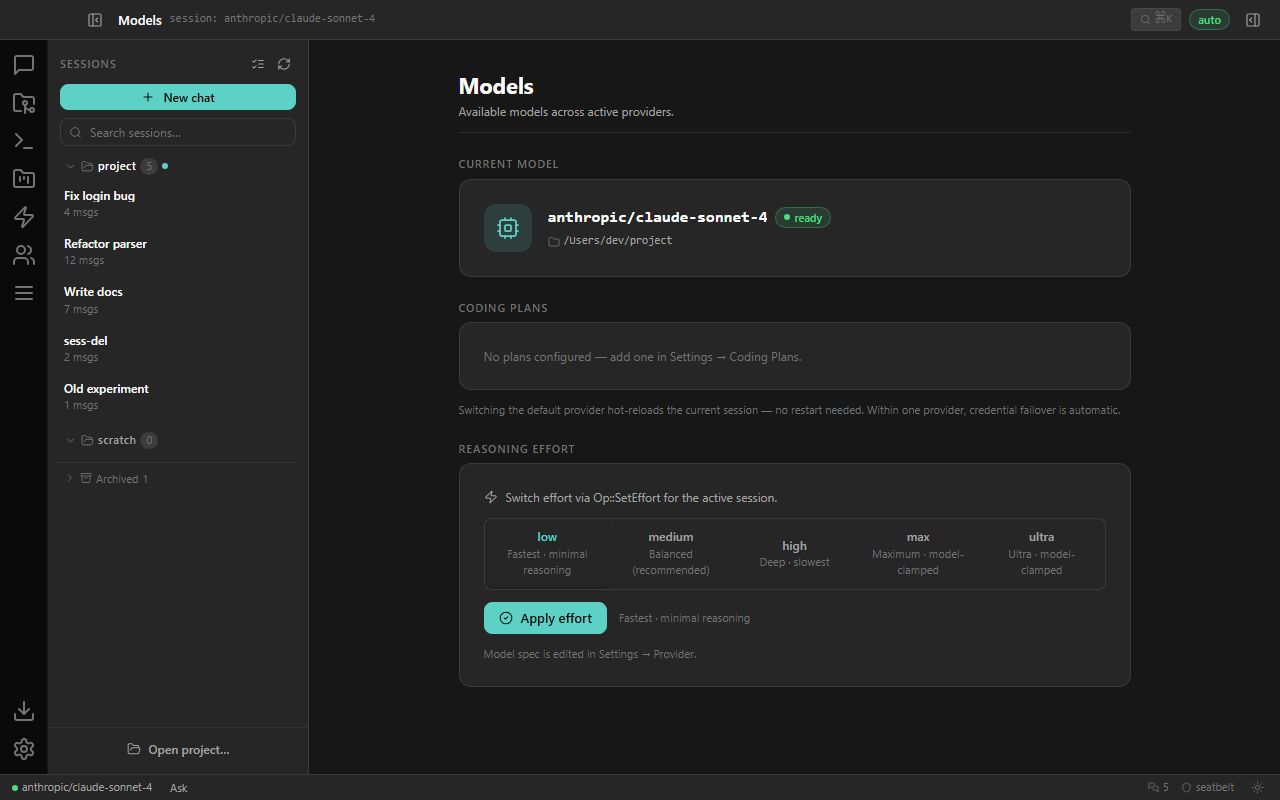 Models session: anthropic/claude-sonnet-4
⌘K
auto
SESSIONS
New chat
Search sessions...
project 5
Fix login bug
4 msgs
Refactor parser
12 msgs
Write docs
7 msgs
sess-del
2 msgs
Old experiment
1 msgs
scratch 0
Archived 1
Open project...
Models
Available models across active providers.
CURRENT MODEL
anthropic/claude-sonnet-4 ready
/Users/dev/project
CODING PLANS
No plans configured — add one in Settings → Coding Plans.
Switching the default provider hot-reloads the current session — no restart needed. Within one provider, credential failover is automatic.
REASONING EFFORT
Switch effort via Op::SetEffort for the active session.
low
Fastest · minimal
reasoning
medium
Balanced
(recommended)
high
Deep · slowest
max
Maximum · model-
clamped
ultra
Ultra · model-
clamped
Apply effort
Fastest · minimal reasoning
Model spec is edited in Settings → Provider.
anthropic/claude-sonnet-4 Ask
5 seatbelt